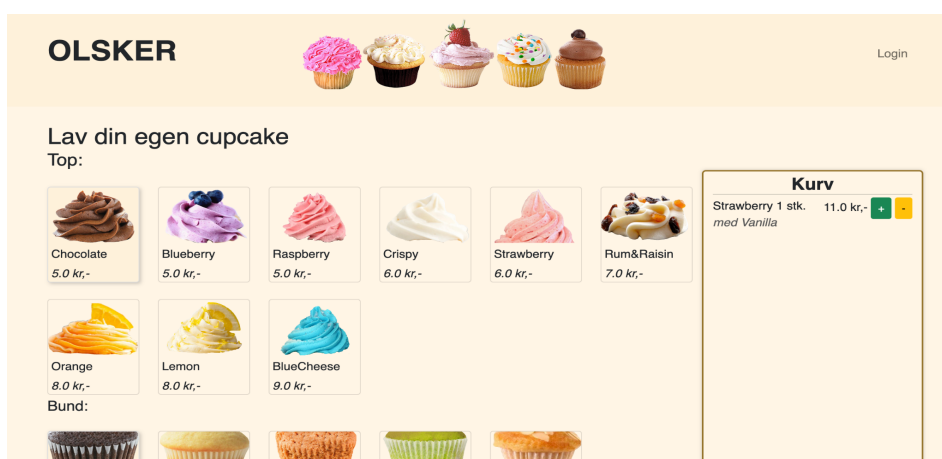 OLSKER
Login
Lav din egen cupcake
Top:
Chocolate
5.0 kr,-
Blueberry
5.0 kr,-
Raspberry
5.0 kr,-
Crispy
6.0 kr,-
Strawberry
6.0 kr,-
Rum&Raisin
7.0 kr,-
Orange
8.0 kr,-
Lemon
8.0 kr,-
BlueCheese
9.0 kr,-
Bund:
Kurv
Strawberry 1 stk. 11.0 kr,- + -
med Vanilla